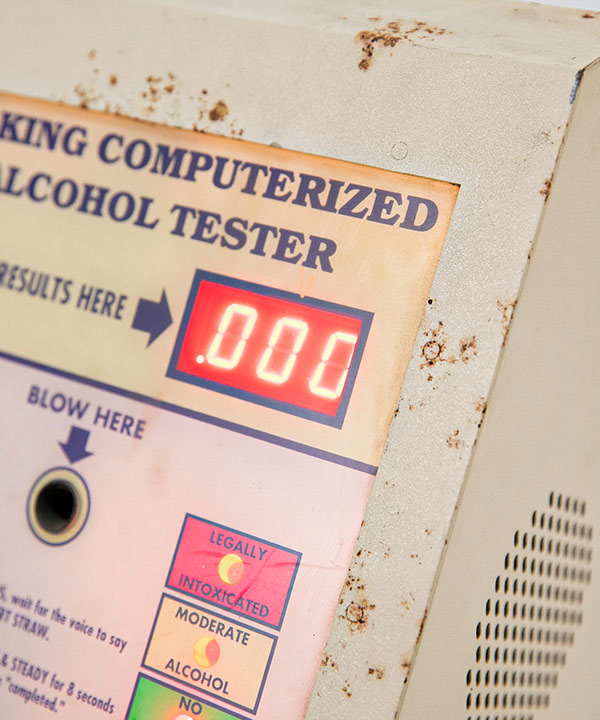 KING COMPUTERIZED
ALCOHOL TESTER
RESULTS HERE
.000
BLOW HERE
LEGALLY
INTOXICATED
MODERATE
ALCOHOL
NO
wait for the voice to say
STRAW.
& STEADY for 8 seconds
"completed."